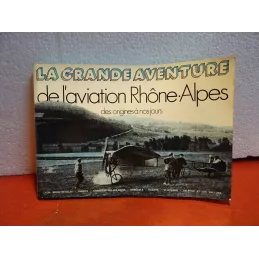 LA GRANDE AVENTURE
de l'aviation Rhône-Alpes
des origines à nos jours